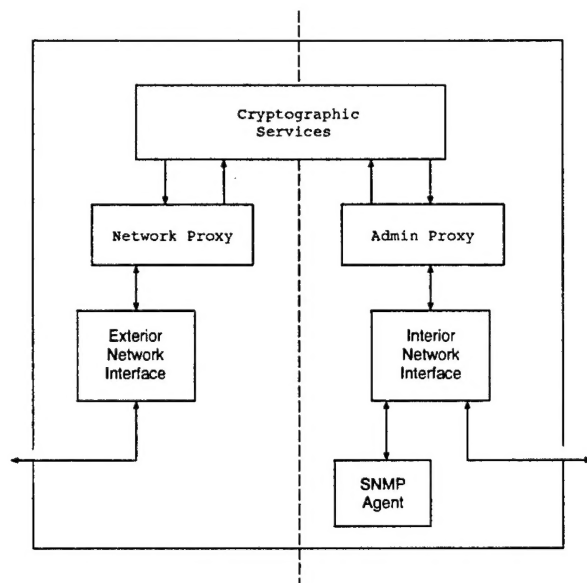 Cryptographic
Services
Network Proxy
Admin Proxy
Exterior
Network
Interface
Interior
Network
Interface
SNMP
Agent